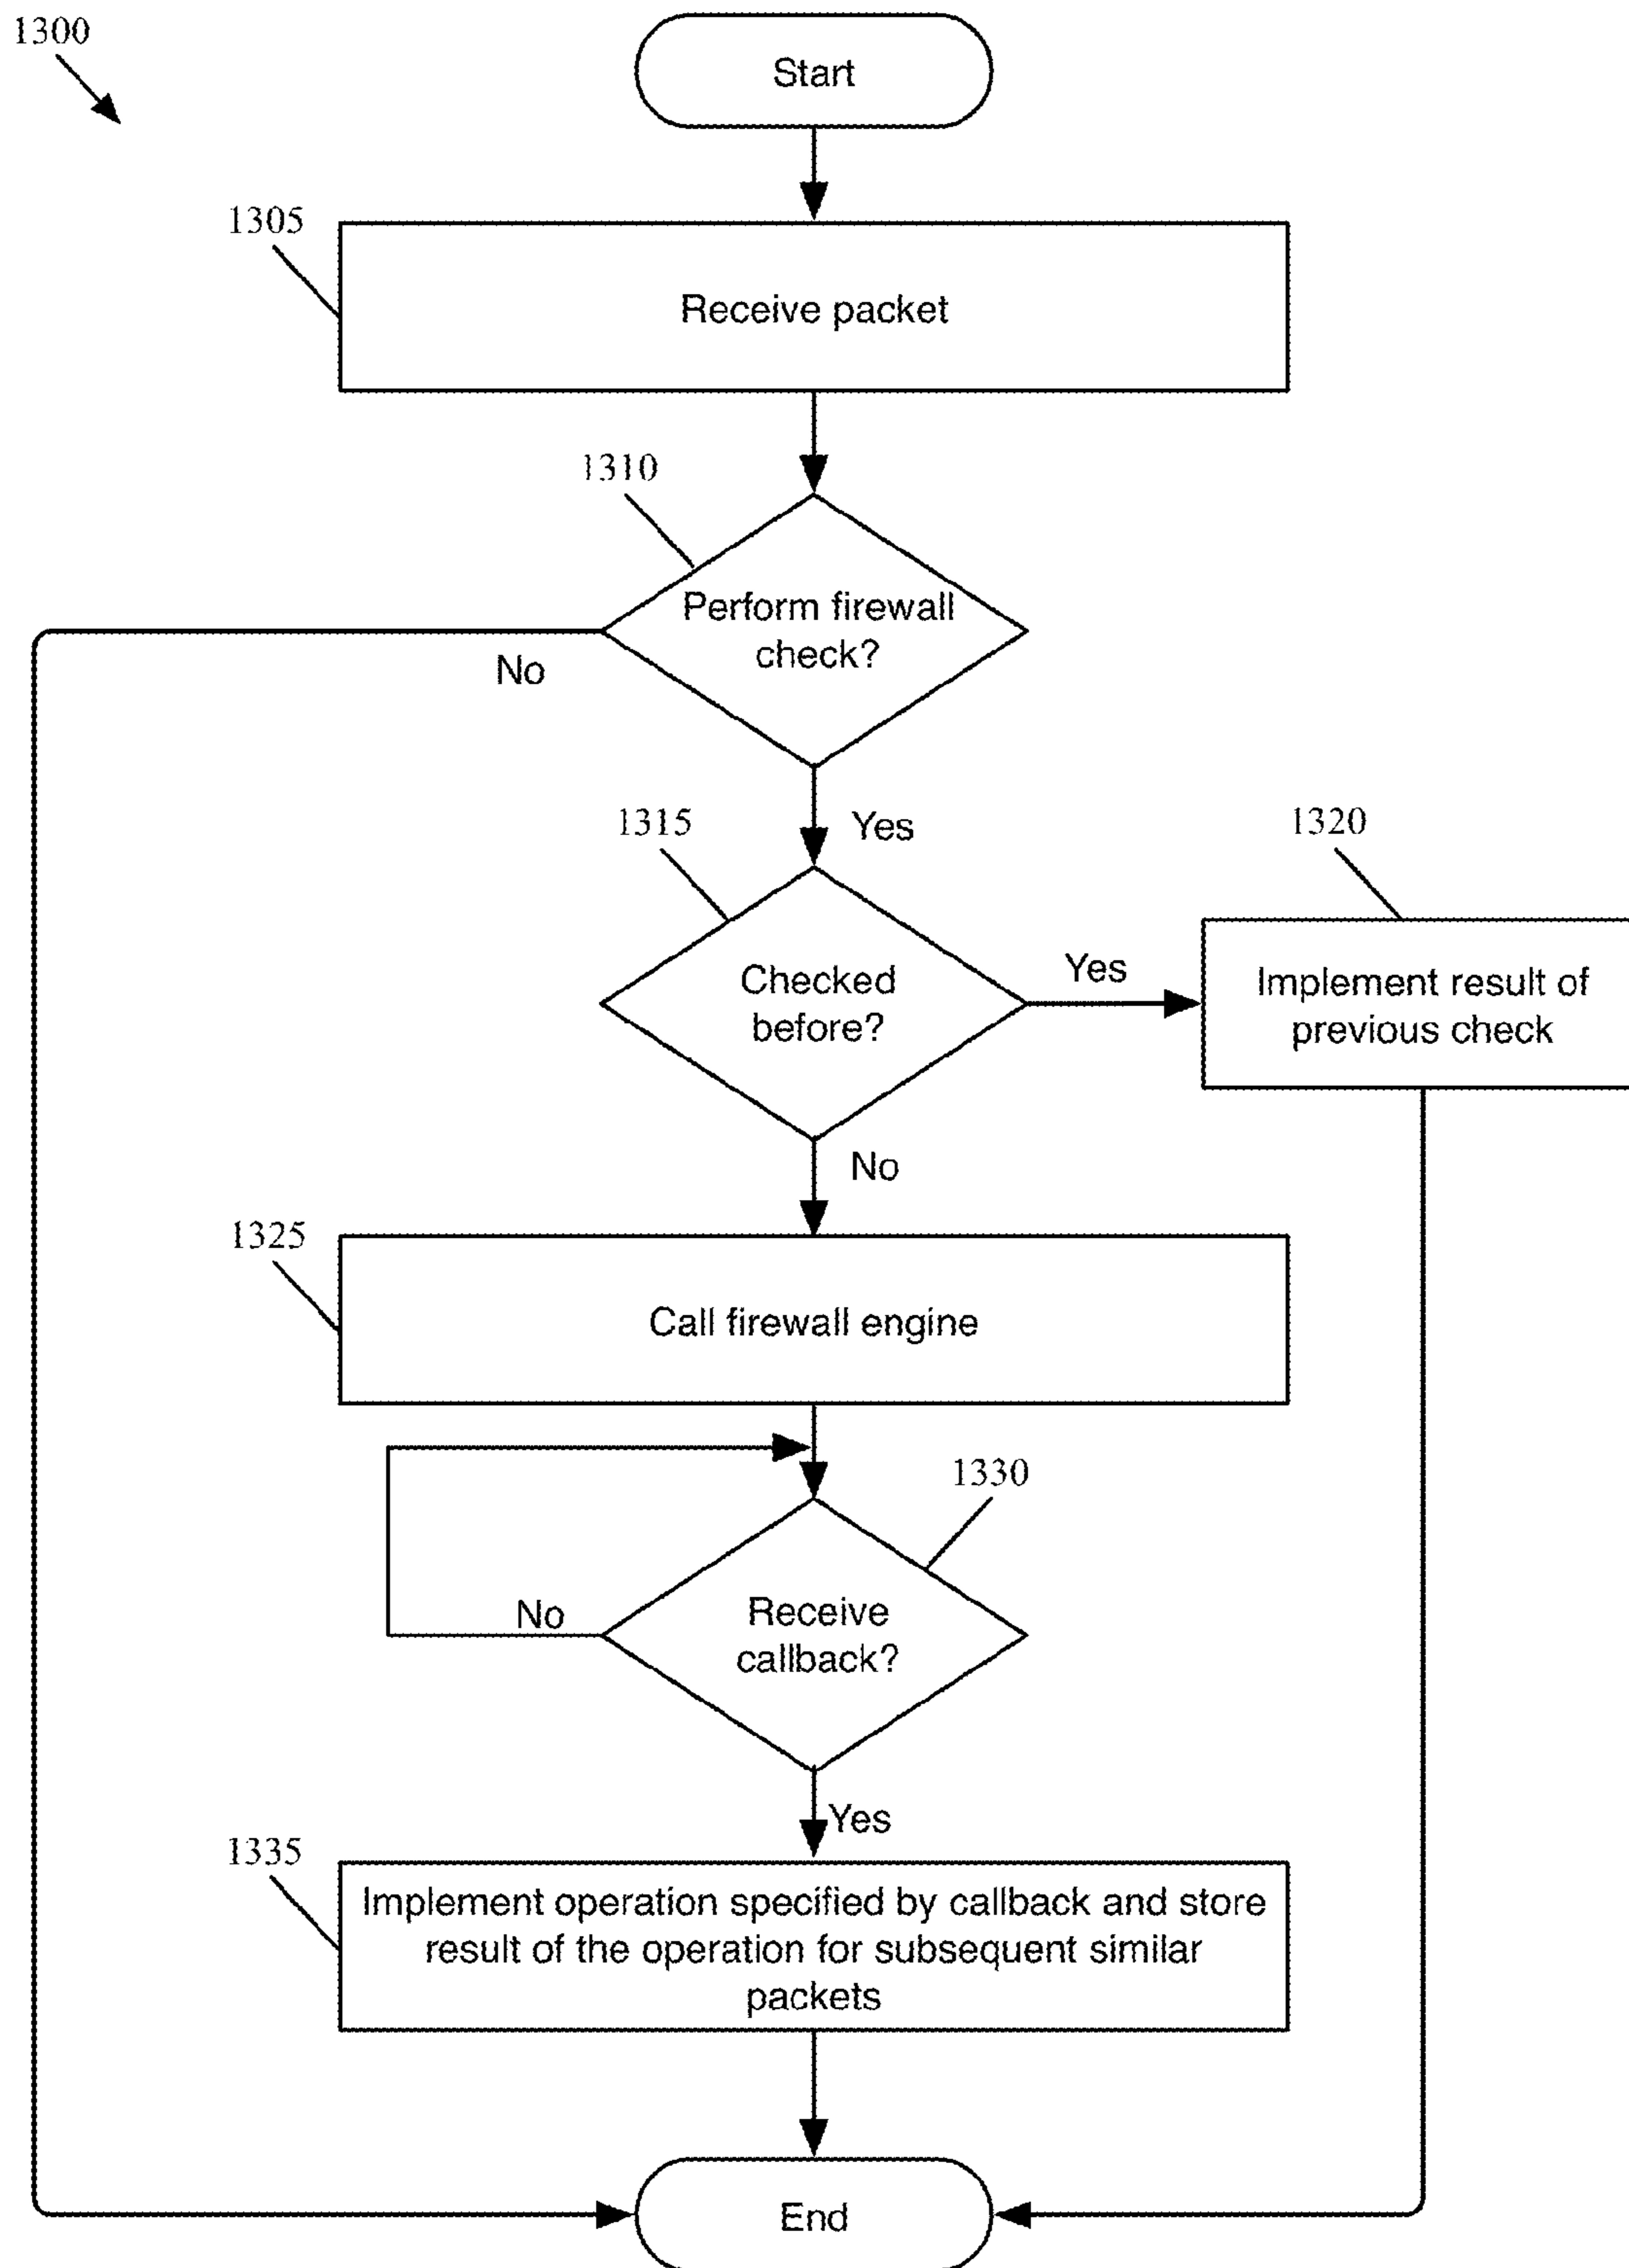 1300
Start
1305
Receive packet
1310
Perform firewall
check?
No
Yes
1315
1320
Checked
before?
Yes
Implement result of
previous check
No
1325
Call firewall engine
1330
Receive
callback?
No
Yes
1335
Implement operation specified by callback and store
result of the operation for subsequent similar
packets
End